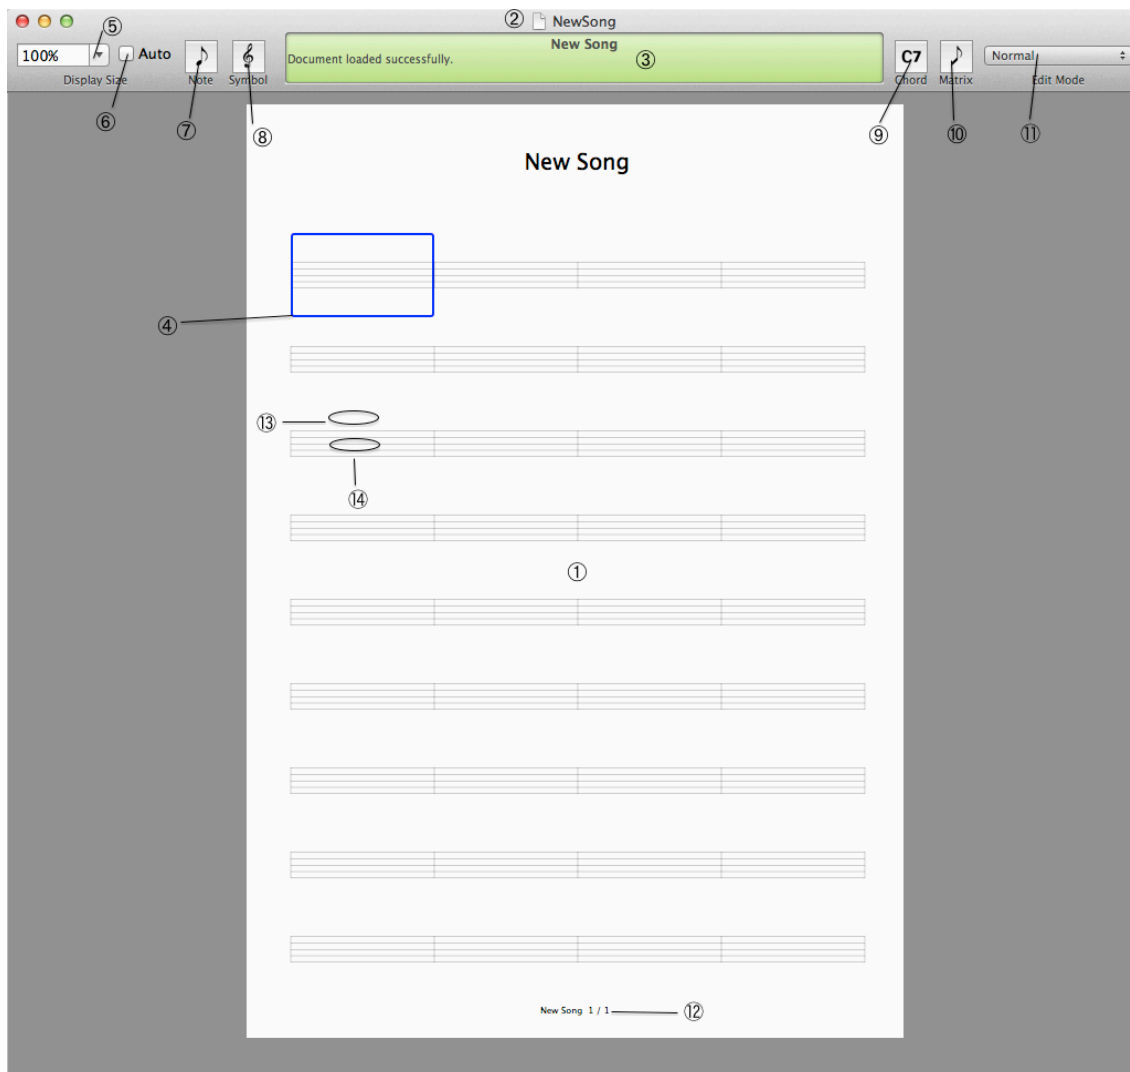 ② NewSong
⑤
100% Auto
Display Size
Note
Symbol
New Song
Document loaded successfully.
③
C7
Chord
Matrix
Normal
Edit Mode
⑥
⑦
⑧
⑨
⑩
⑪
New Song
④
⑬
⑭
①
New Song 1 / 1
⑫